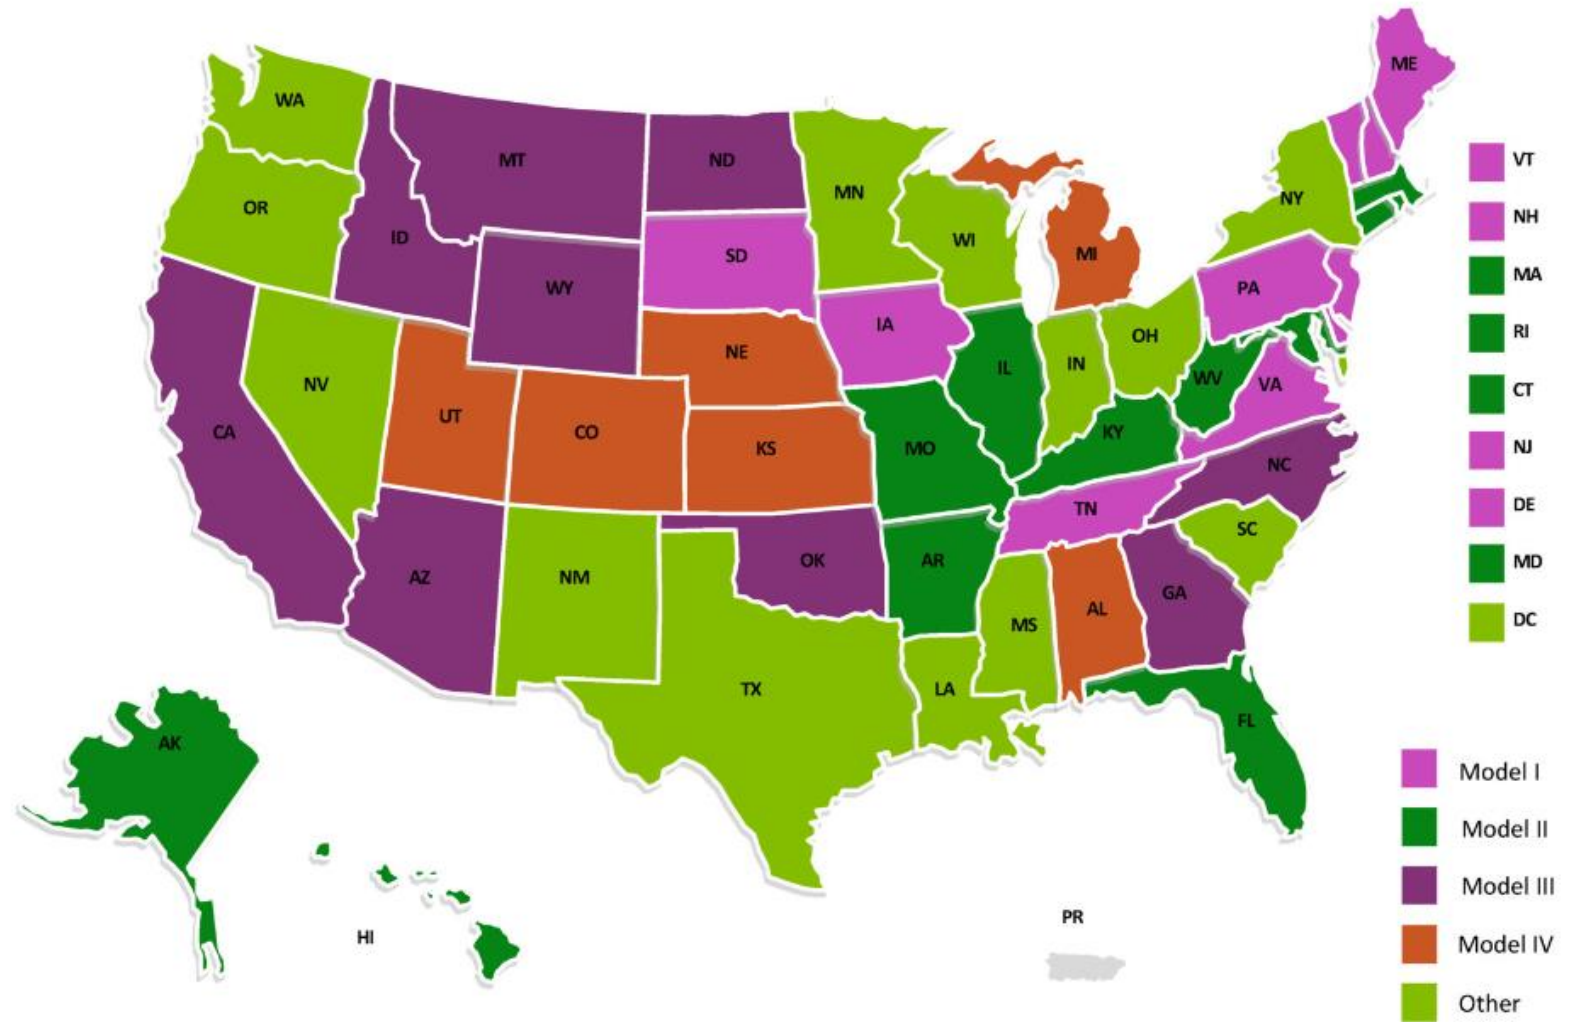 ME
WA
MT
ND
VT
MN
OR
NY
NH
ID
SD
WI
MI
MA
WY
PA
IA
RI
OH
NE
IN
IL
NV
WV
VA
CT
UT
CO
CA
KY
KS
MO
NJ
NC
DE
TN
SC
OK
AR
MD
AZ
NM
GA
AL
DC
MS
TX
LA
FL
AK
Model I
Model II
Model III
PR
HI
Model IV
Other